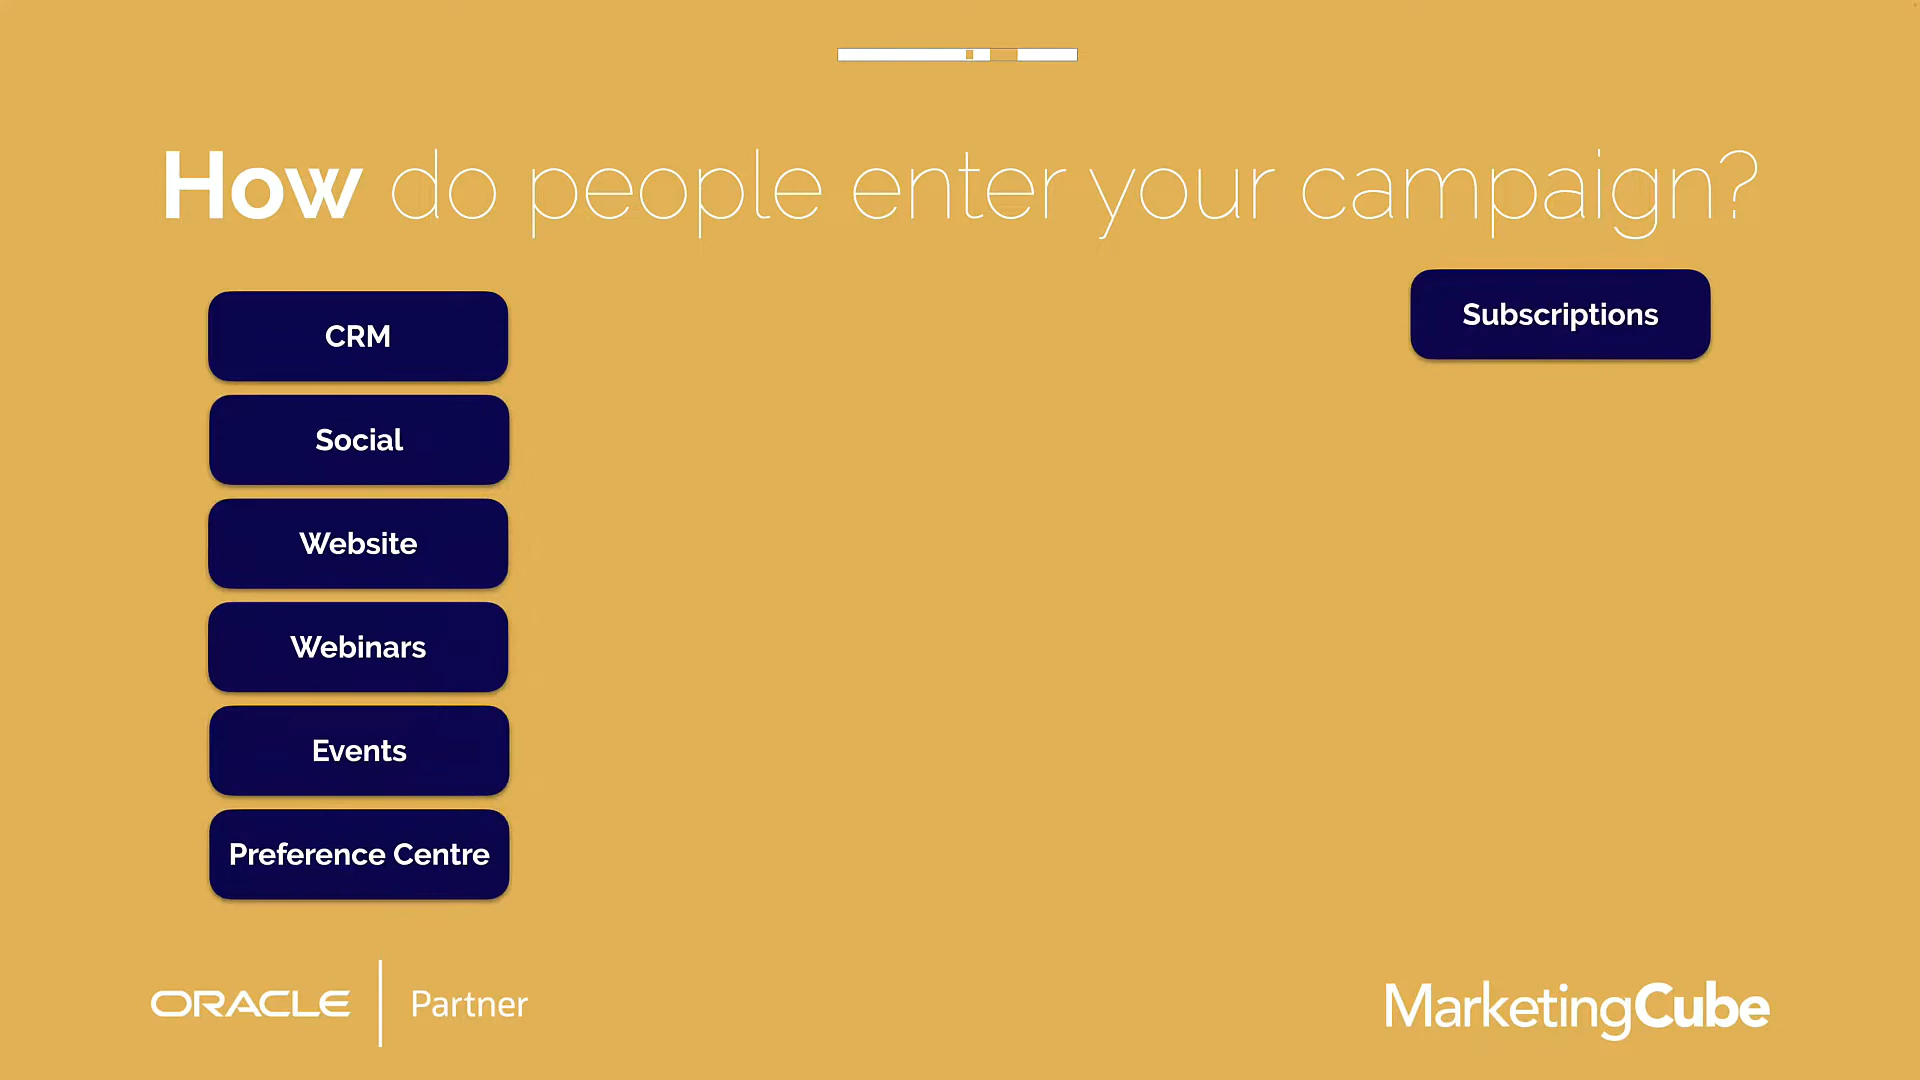 How do people enter your campaign?
CRM
Social
Website
Webinars
Events
Preference Centre
Subscriptions
ORACLE | Partner
MarketingCube